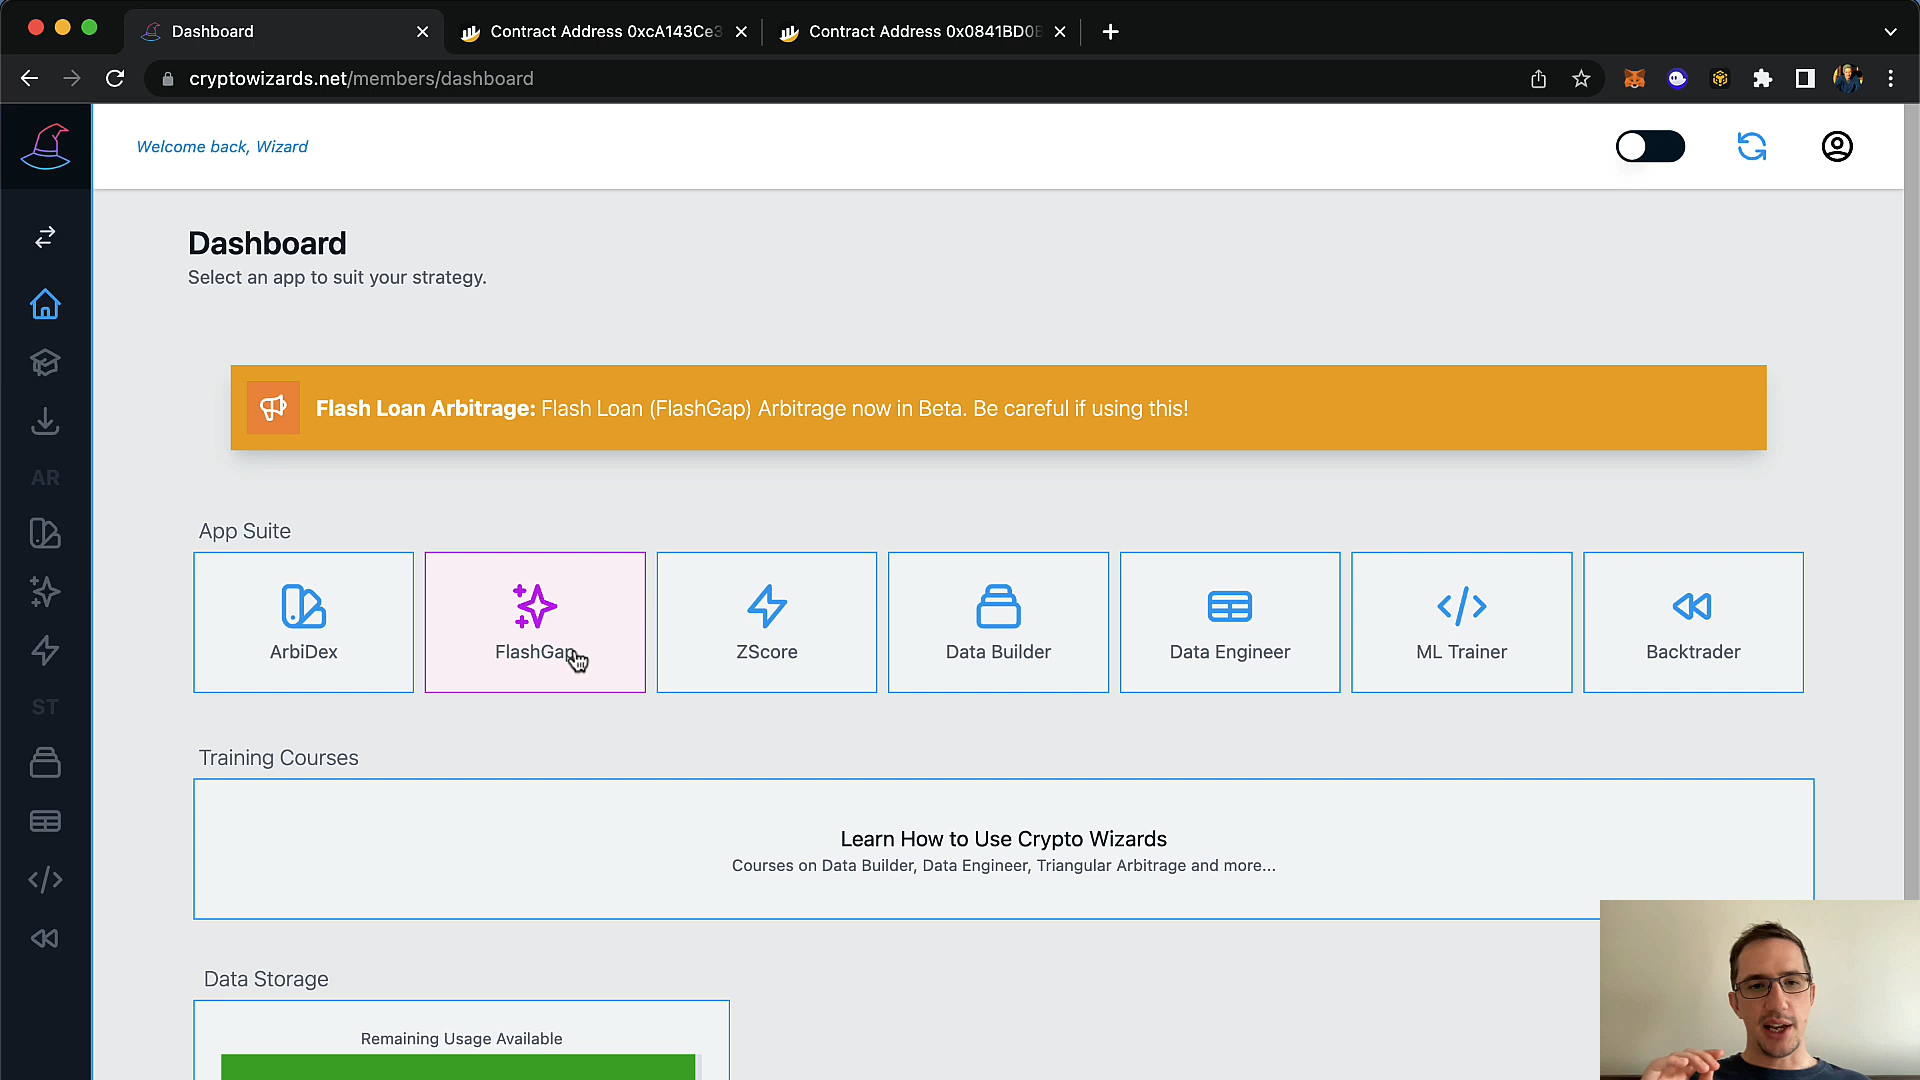 Dashboard
Contract Address 0xcA143Ce3
Contract Address 0x0841BD0B
cryptowizards.net/members/dashboard
Welcome back, Wizard
Dashboard
Select an app to suit your strategy.
Flash Loan Arbitrage: Flash Loan (FlashGap) Arbitrage now in Beta. Be careful if using this!
AR
App Suite
ArbiDex
FlashGap
ZScore
Data Builder
Data Engineer
ML Trainer
Backtrader
ST
Training Courses
Learn How to Use Crypto Wizards
Courses on Data Builder, Data Engineer, Triangular Arbitrage and more...
Data Storage
Remaining Usage Available